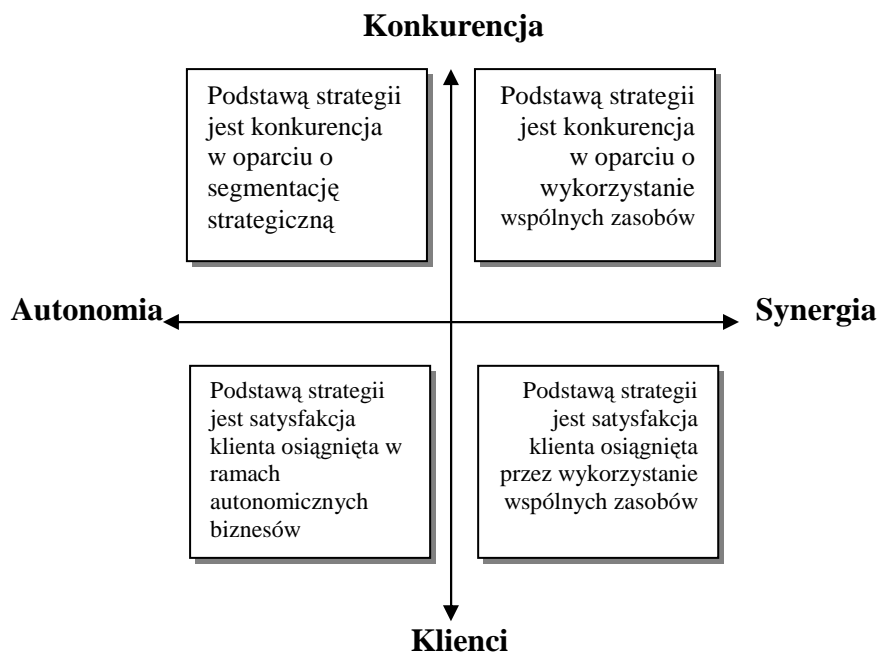 Konkurencja
Podstawą strategii
jest konkurencja
w oparciu o
segmentację
strategiczną
Podstawą strategii
jest konkurencja
w oparciu o
wykorzystanie
wspólnych zasobów
Autonomia
Synergia
Podstawą strategii
jest satysfakcja
klienta osiągnięta w
ramach
autonomicznych
biznesów
Podstawą strategii
jest satysfakcja
klienta osiągnięta
przez wykorzystanie
wspólnych zasobów
Klienci